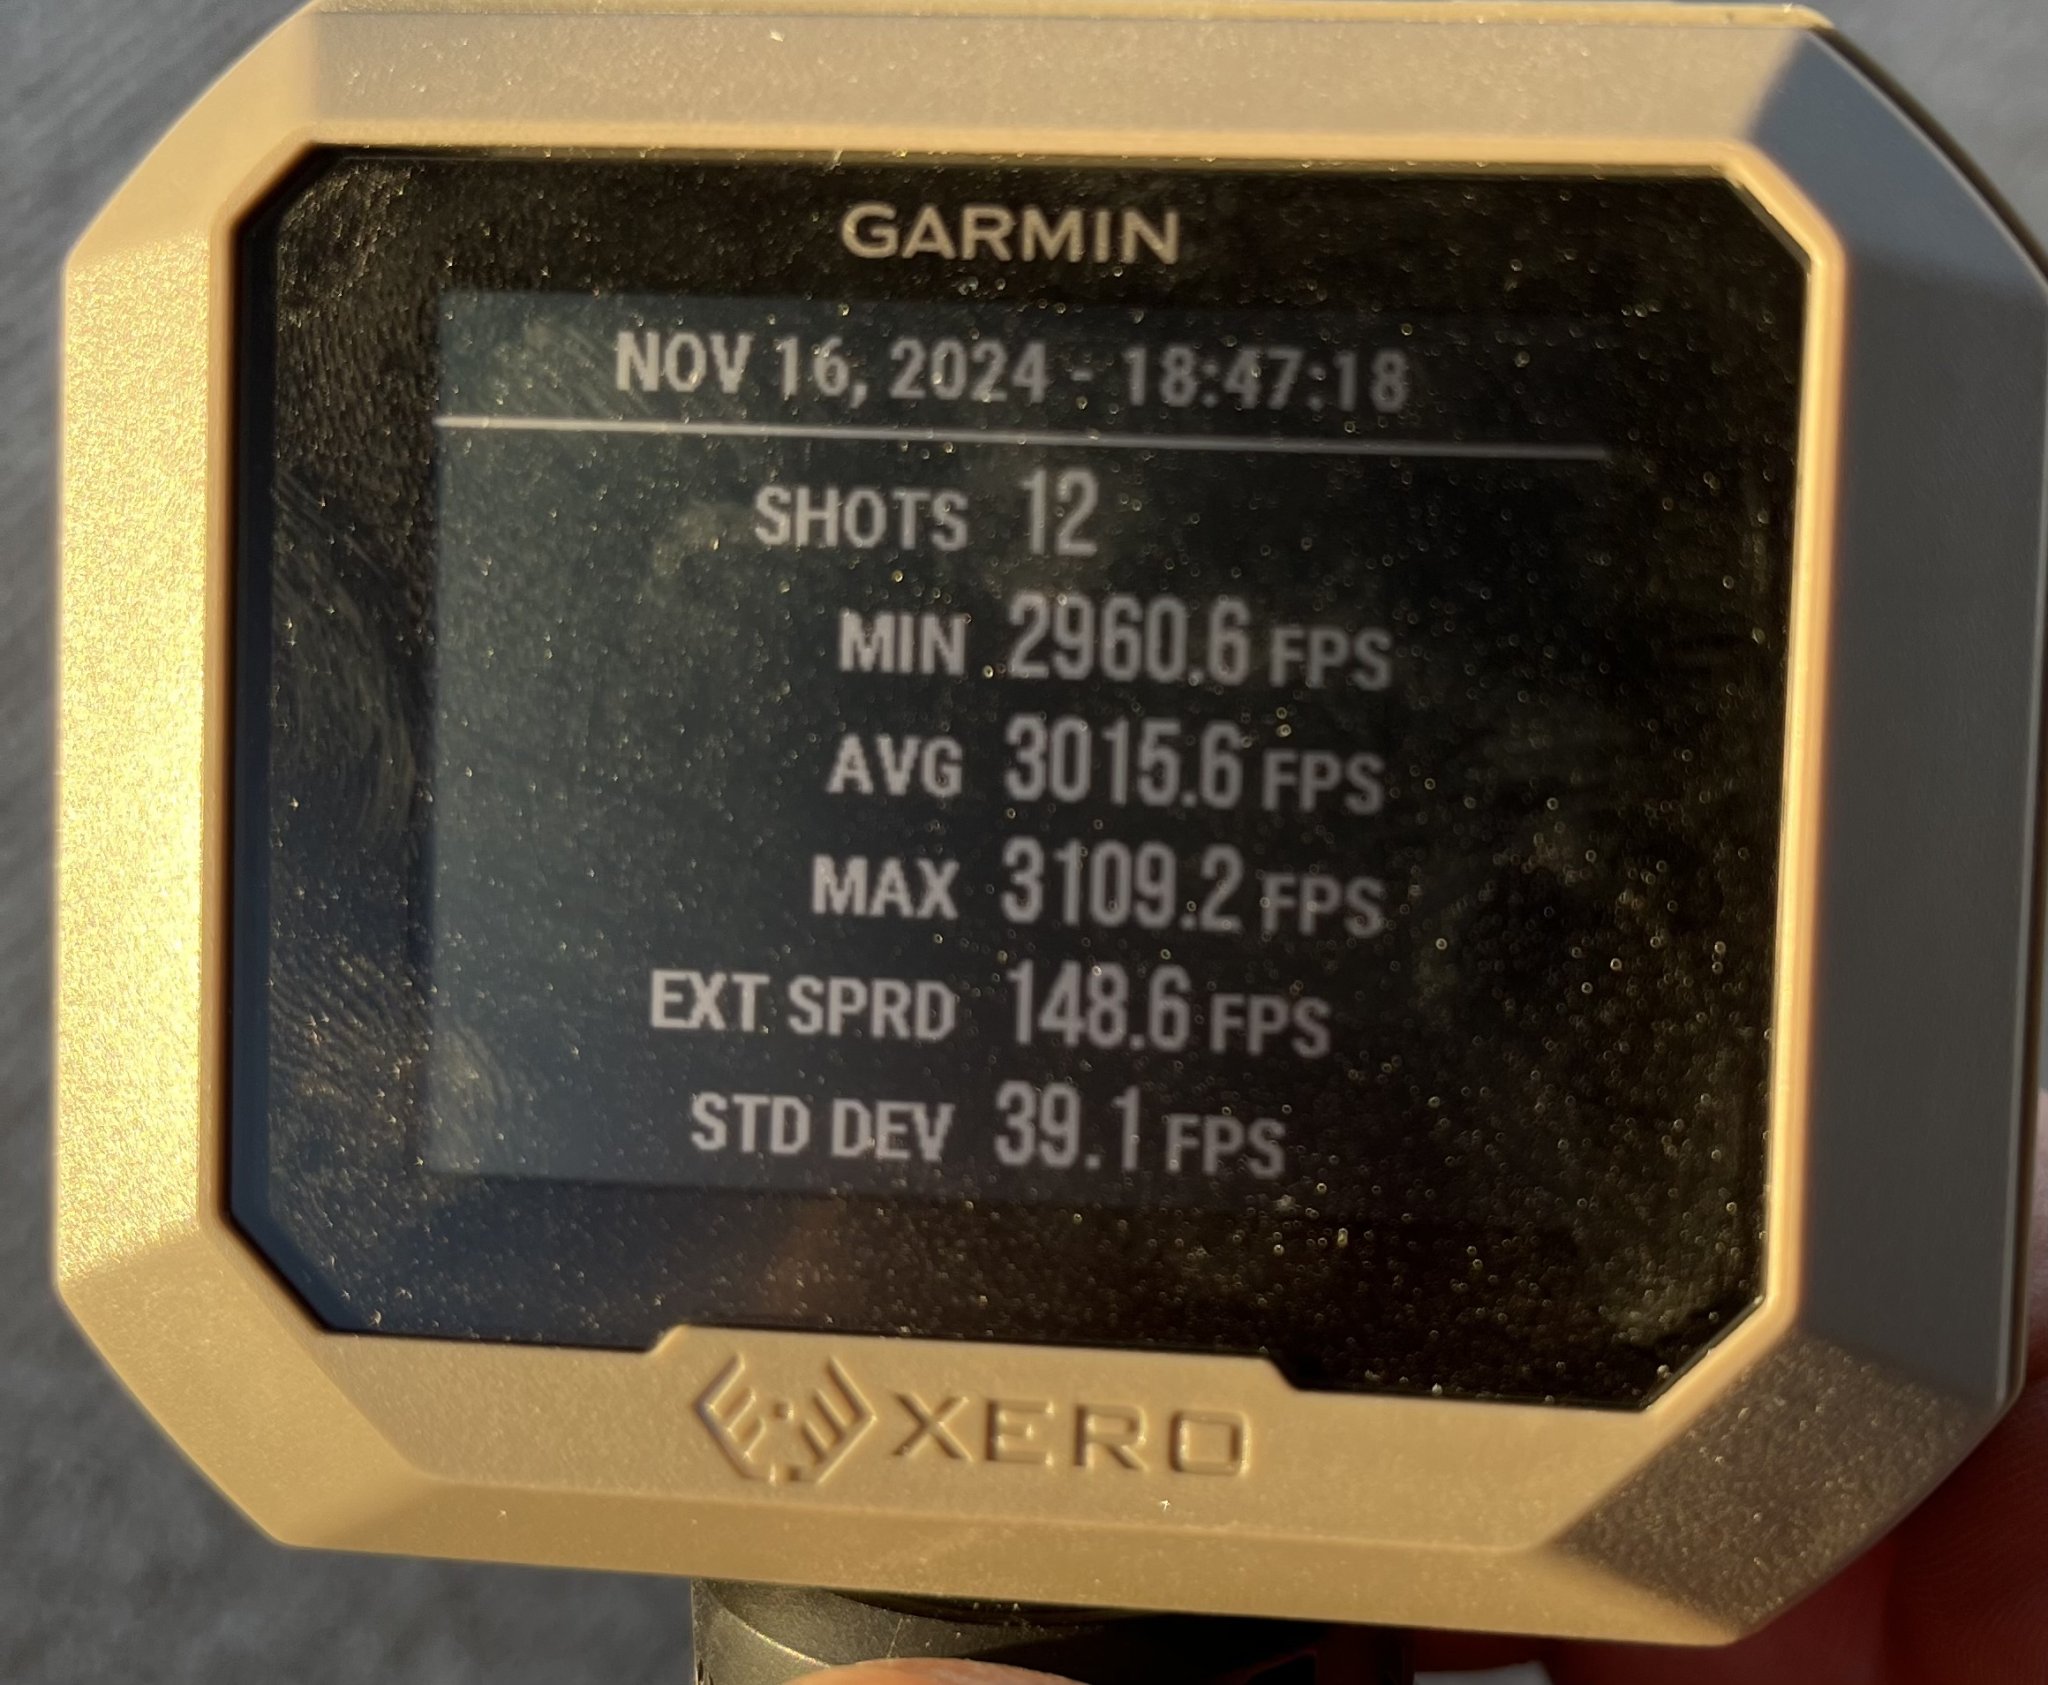 GARMIN
NOV 16, 2024 - 18:47:18
SHOTS 12
MIN 2960.6 FPS
AVG 3015.6 FPS
MAX 3109.2 FPS
EXT SPRD 148.6 FPS
STD DEV 39.1 FPS
XERO